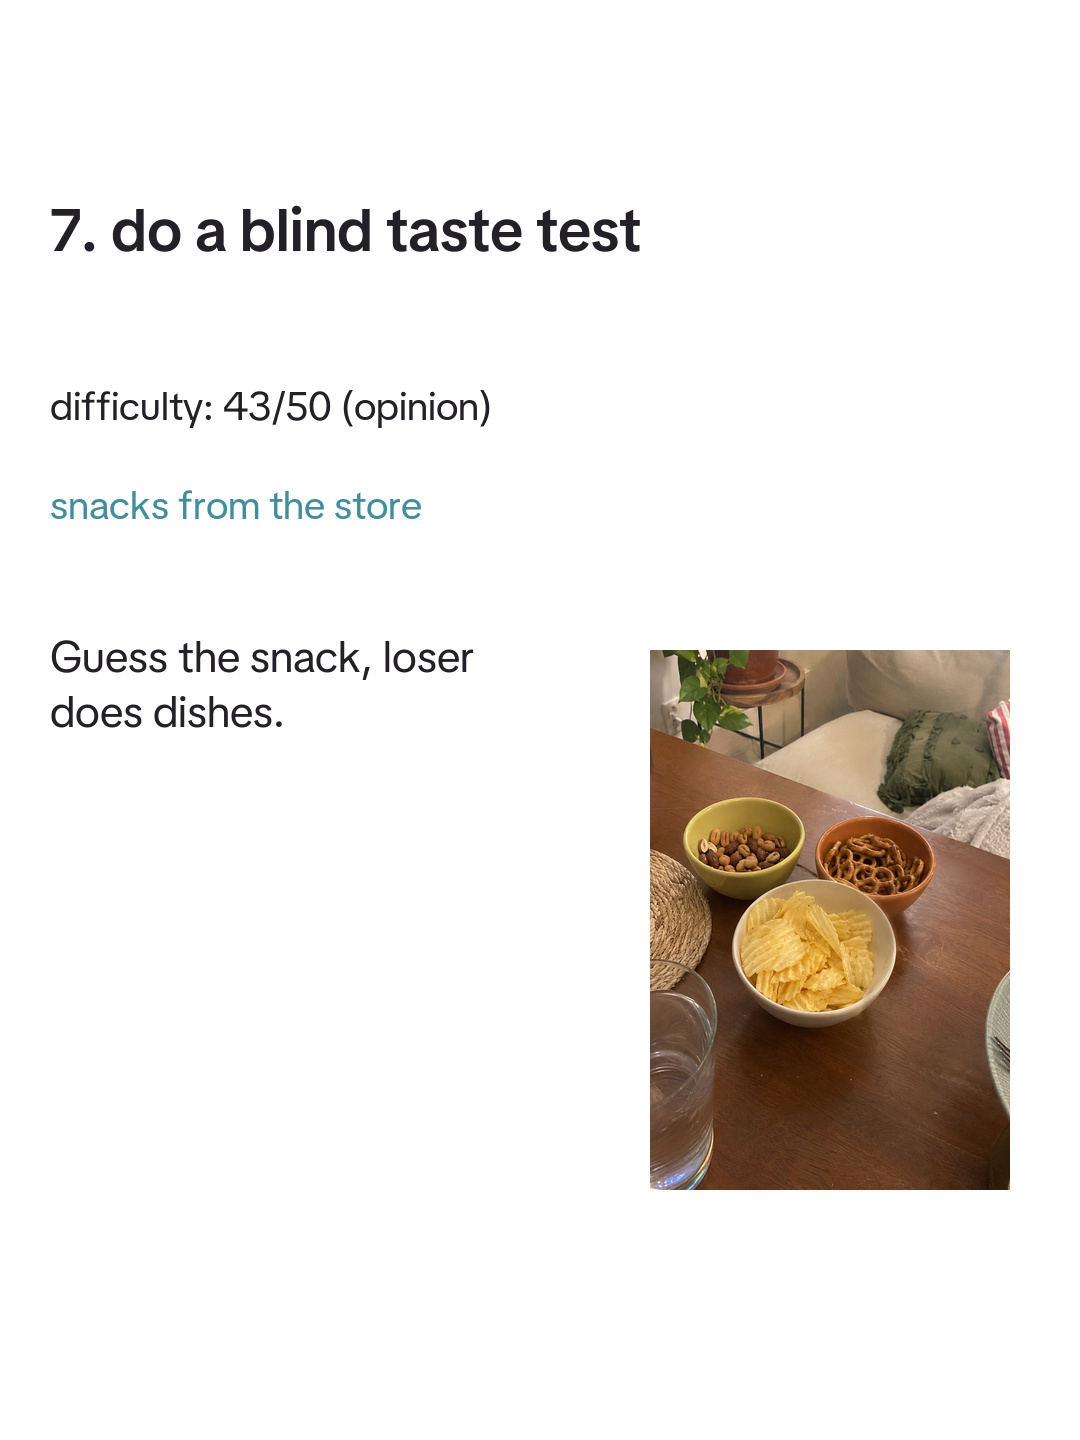 7. do a blind taste test
difficulty: 43/50 (opinion)
snacks from the store
Guess the snack, loser
does dishes.